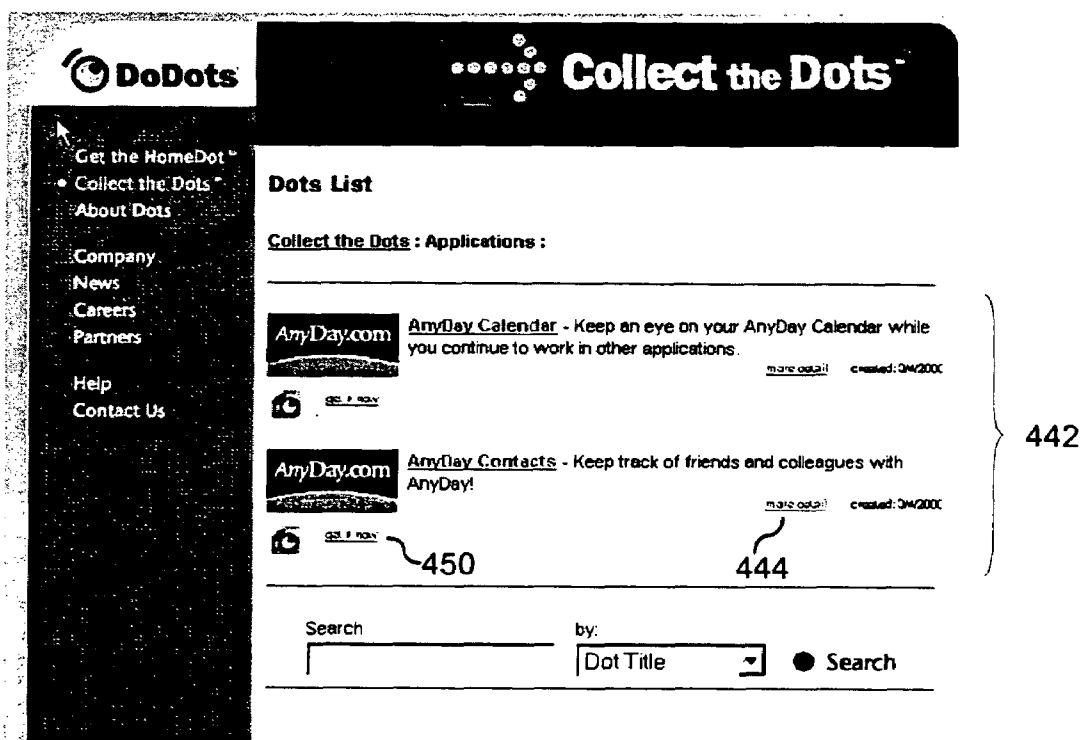 DoDots
Collect the Dots
Get the HomeDot
Collect the Dots
About Dots
Company
News
Careers
Partners
Help
Contact Us
Dots List
Collect the Dots : Applications :
AnyDay.com
AnyDay Calendar - Keep an eye on your AnyDay Calendar while
you continue to work in other applications.
more detail created:
get it now
AnyDay.com
AnyDay Contacts - Keep track of friends and colleagues with
AnyDay!
more detail created:
get it now
450
444
442
Search
by:
Dot Title
Search